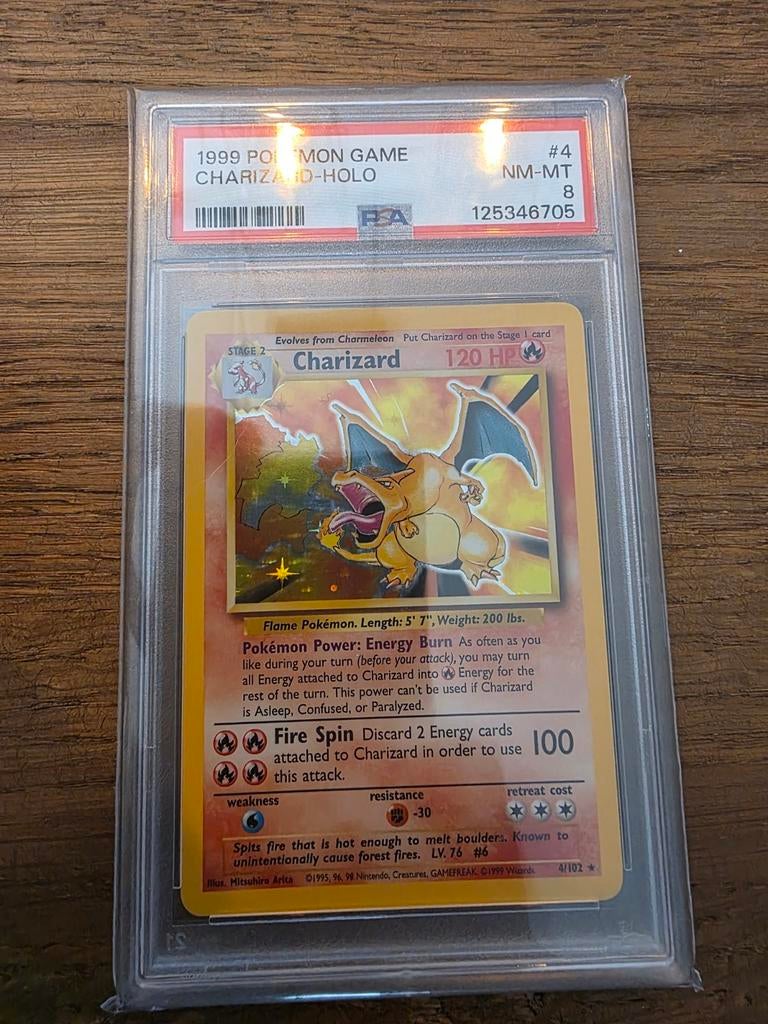 1999 POKEMON GAME #4
CHARIZARD-HOLO NM-MT
8
PSA 125346705
Evolves from Charmeleon Put Charizard on the Stage 1 card
STAGE 2
Charizard 120 HP
Flame Pokémon. Length: 5' 7", Weight: 200 lbs.
Pokémon Power: Energy Burn As often as you
like during your turn (before your attack), you may turn
all Energy attached to Charizard into Energy for the
rest of the turn. This power can't be used if Charizard
is Asleep, Confused, or Paralyzed.
Fire Spin Discard 2 Energy cards
attached to Charizard in order to use 100
this attack.
weakness resistance retreat cost
-30
Spits fire that is hot enough to melt boulders. Known to
unintentionally cause forest fires. LV. 76 #6
Illus. Mitsuhiro Arita ©1995, 96, 98 Nintendo, Creatures, GAMEFREAK. ©1999 Wizards. 4/102 ★